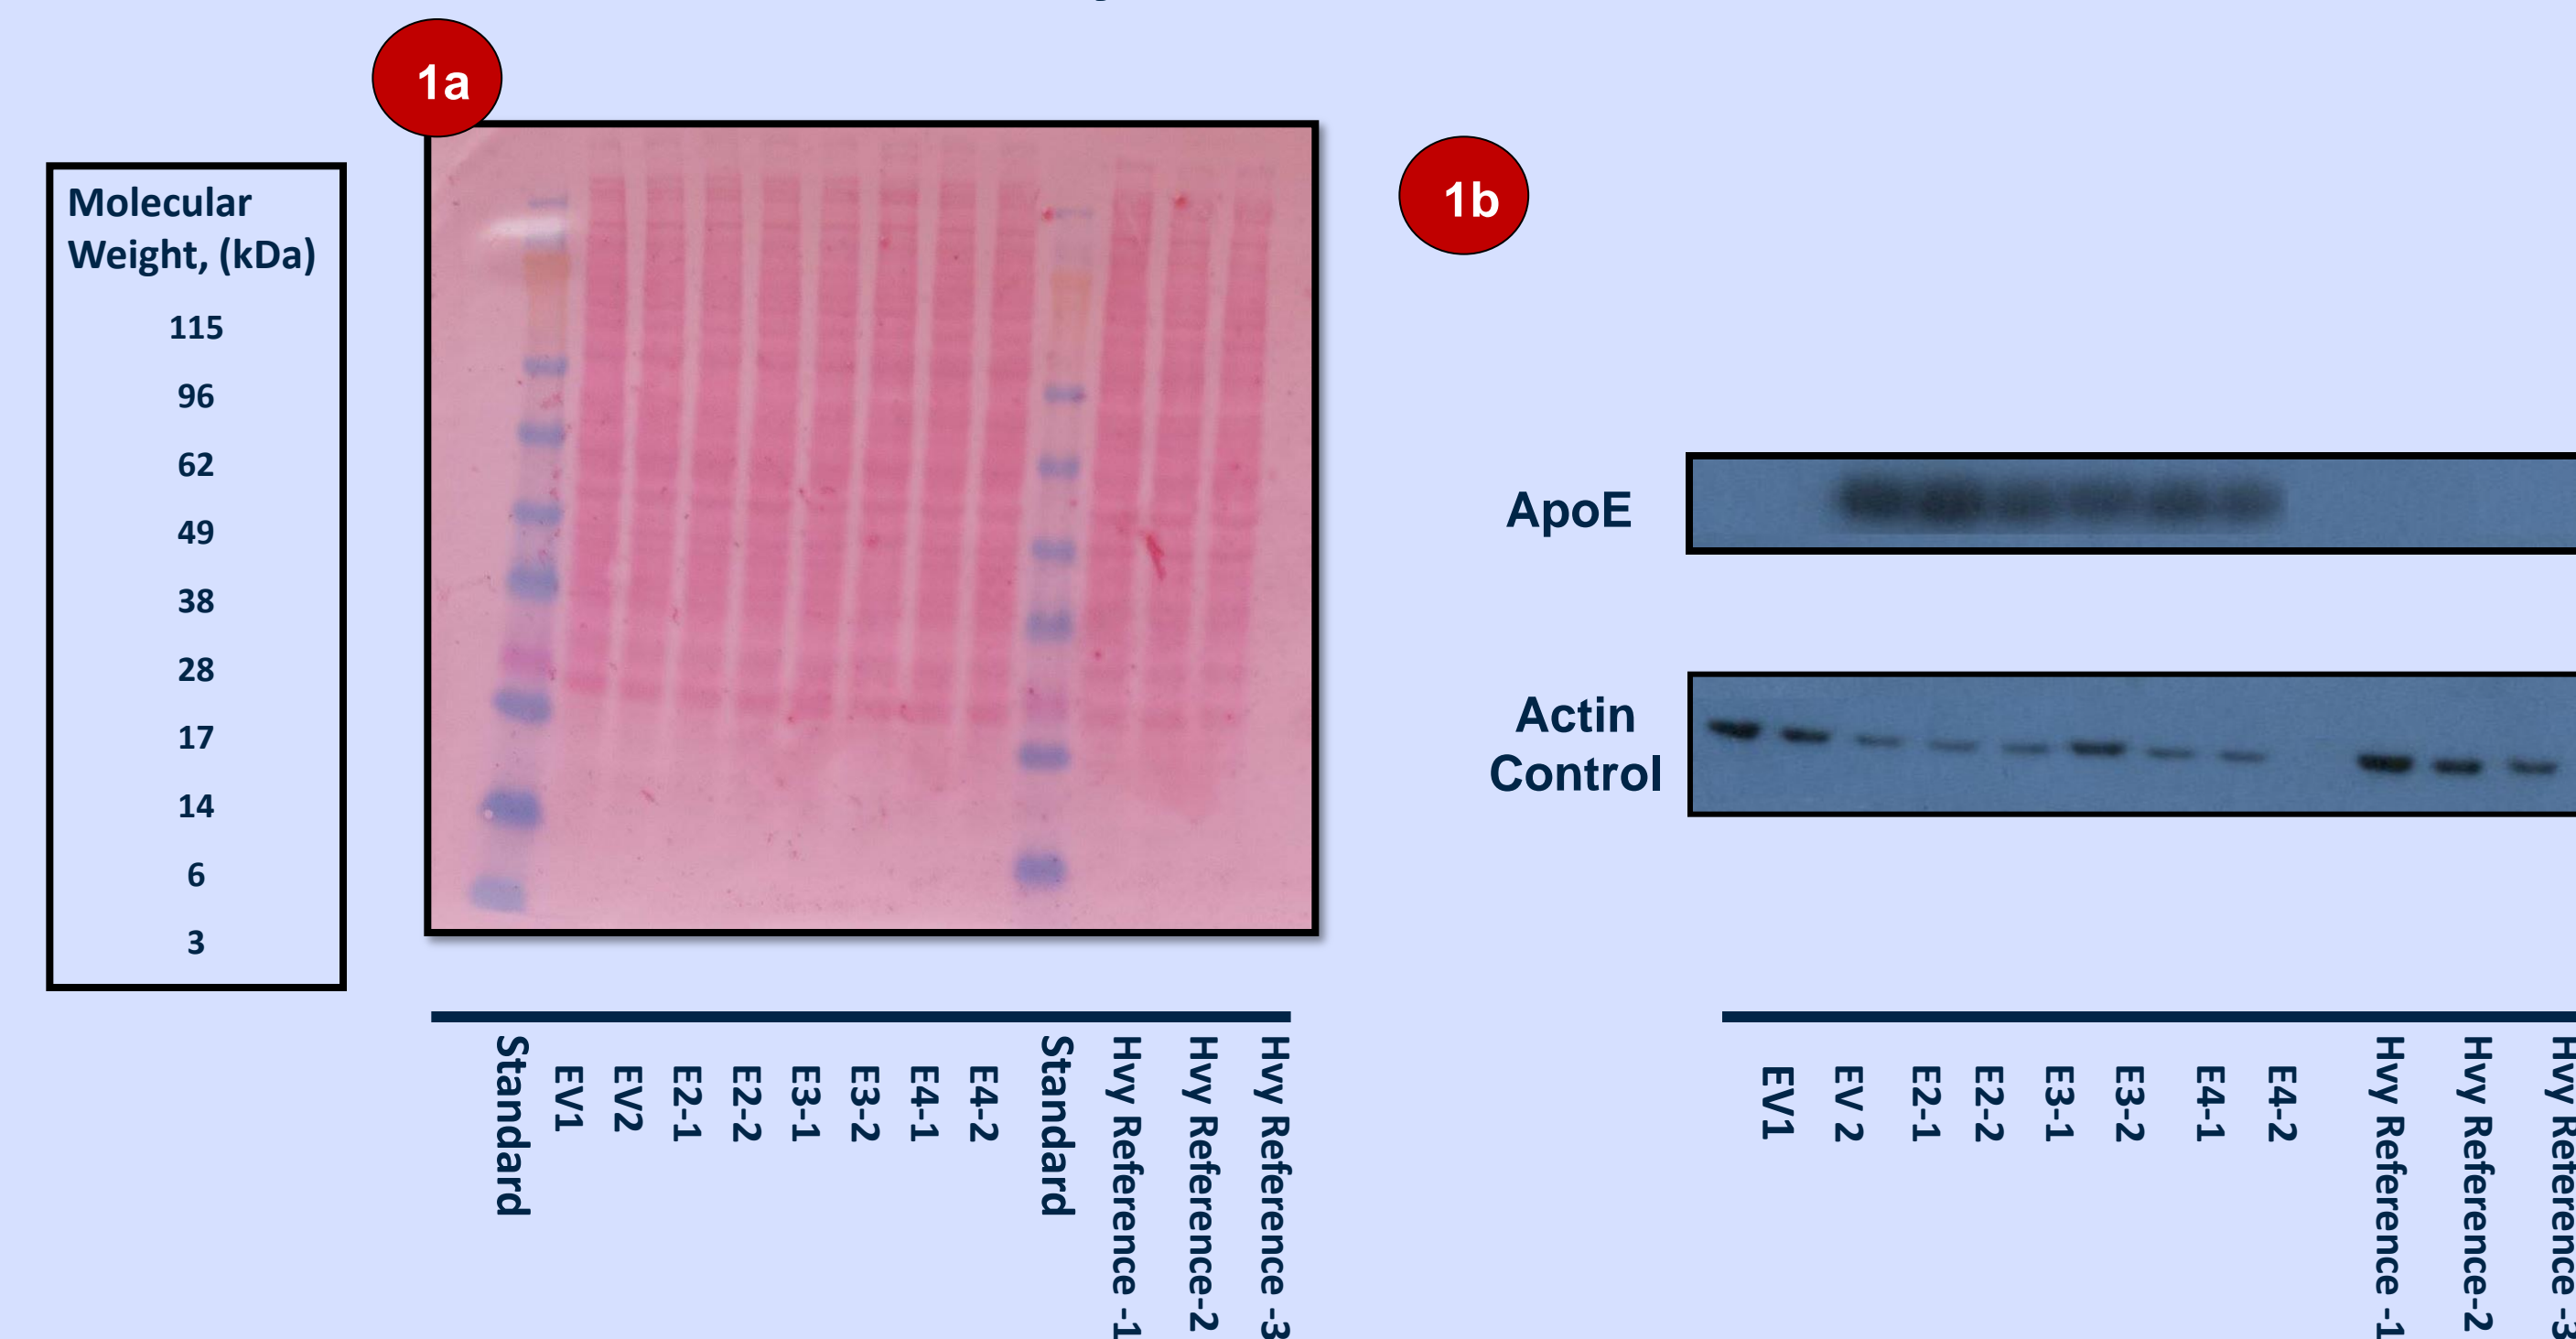 1a
Molecular
Weight, (kDa)
115
96
62
49
38
28
17
14
6
3
Standard
EV1
EV2
E2-1
E2-2
E3-1
E3-2
E4-1
E4-2
Standard
Hvy Reference -1
Hvy Reference-2
Hvy Reference -3
1b
ApoE
Actin
Control
EV1
EV 2
E2-1
E2-2
E3-1
E3-2
E4-1
E4-2
Hvy Reference -1
Hvy Reference-2
Hvy Reference -3